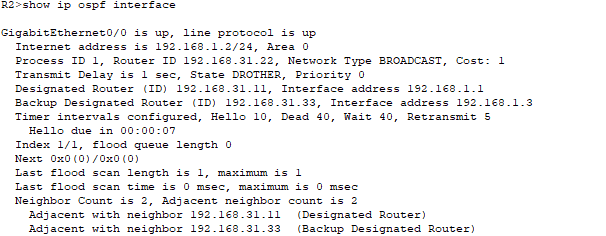 R2>show ip ospf interface
GigabitEthernet0/0 is up, line protocol is up
Internet address is 192.168.1.2/24, Area 0
Process ID 1, Router ID 192.168.31.22, Network Type BROADCAST, Cost: 1
Transmit Delay is 1 sec, State DROTHER, Priority 0
Designated Router (ID) 192.168.31.11, Interface address 192.168.1.1
Backup Designated Router (ID) 192.168.31.33, Interface address 192.168.1.3
Timer intervals configured, Hello 10, Dead 40, Wait 40, Retransmit 5
Hello due in 00:00:07
Index 1/1, flood queue length 0
Next 0x0(0)/0x0(0)
Last flood scan length is 1, maximum is 1
Last flood scan time is 0 msec, maximum is 0 msec
Neighbor Count is 2, Adjacent neighbor count is 2
Adjacent with neighbor 192.168.31.11  (Designated Router)
Adjacent with neighbor 192.168.31.33  (Backup Designated Router)